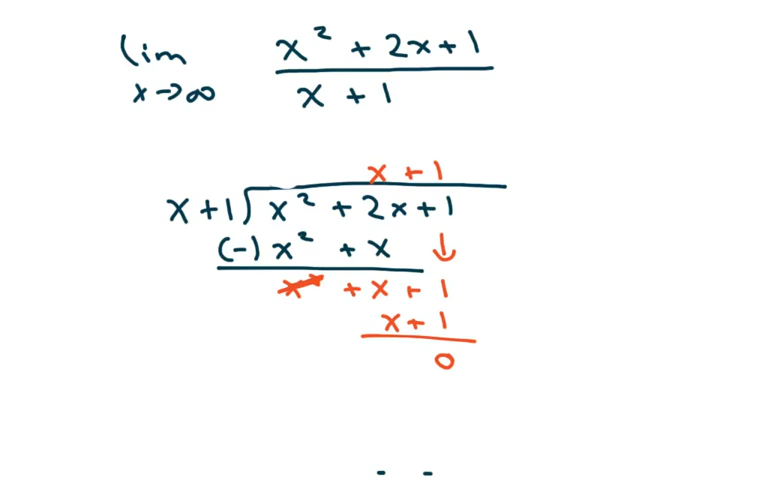 lim x² + 2x + 1
x→∞ x + 1
x + 1
x + 1) x² + 2x + 1
(-) x² + x ↓
+ x + 1
x + 1
0